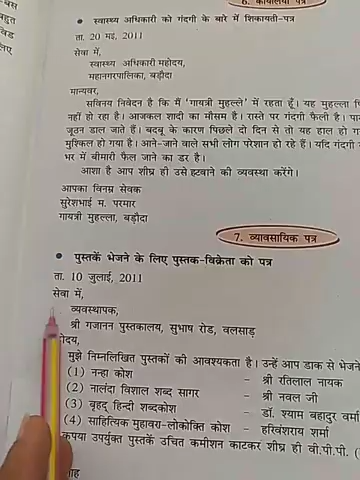 6. कार्यालयी पत्र
बस
बहुत
विड
लिए
• स्वास्थ्य अधिकारी को गंदगी के बारे में शिकायती-पत्र
ता. 20 मई, 2011
सेवा में,
स्वास्थ्य अधिकारी महोदय,
महानगरपालिका, बड़ौदा
मान्यवर,
सविनय निवेदन है कि मैं 'गायत्री मुहल्ले' में रहता हूँ। यह मुहल्ला
नहीं हो रहा है। आजकल शादी का मौसम है। रास्ते पर गंदगी फैली है।
जूठन डाल जाते हैं। बदबू के कारण पिछले दो दिन से तो यह हाल हो
मुश्किल हो गया है। आने-जाने वाले सभी लोग परेशान हो रहे हैं। यदि गंदगी
भर में बीमारी फैल जाने का डर है।
आशा है आप शीघ्र ही उसे हटवाने की व्यवस्था करेंगे।
आपका विनम्र सेवक
सुरेशभाई म. परमार
गायत्री मुहल्ला, बड़ौदा
7. व्यावसायिक पत्र
• पुस्तकें भेजने के लिए पुस्तक-विक्रेता को पत्र
ता. 10 जुलाई, 2011
सेवा में,
व्यवस्थापक,
श्री गजानन पुस्तकालय, सुभाष रोड, वलसाड़
होदय,
मुझे निम्नलिखित पुस्तकों की आवश्यकता है। उन्हें आप डाक से भेजने
(1) नन्हा कोश – श्री रतिलाल नायक
(2) नालंदा विशाल शब्द सागर – श्री नवल जी
(3) बृहद् हिन्दी शब्दकोश – डॉ. श्याम बहादुर वर्मा
(4) साहित्यिक मुहावरा-लोकोक्ति कोश – हरिवंशराय शर्मा
कृपया उपर्युक्त पुस्तकें उचित कमीशन काटकर शीघ्र ही वी.पी.पी.